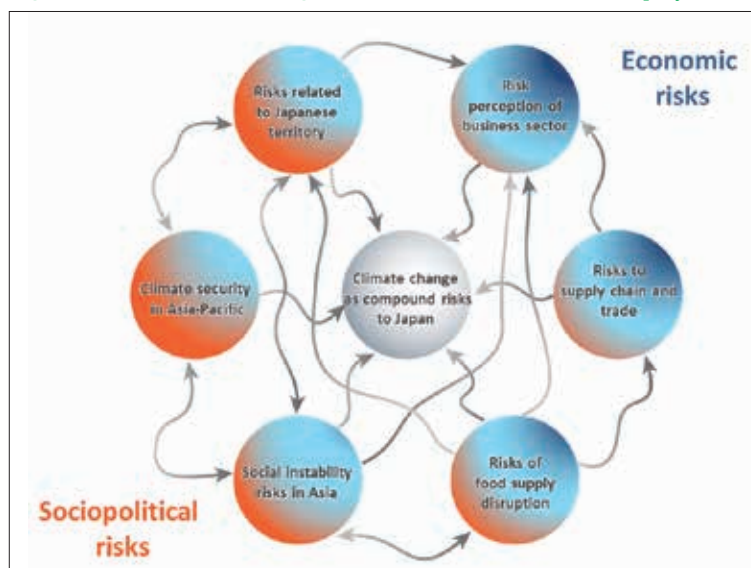 Risks related
to Japanese
territory
Risk
perception of
business sector
Economic
risks
Climate security
in Asia-Pacific
Climate change
as compound risks
to Japan
Risks to
supply chain and
trade
Social instability
risks in Asia
Risks of
food supply
disruption
Sociopolitical
risks